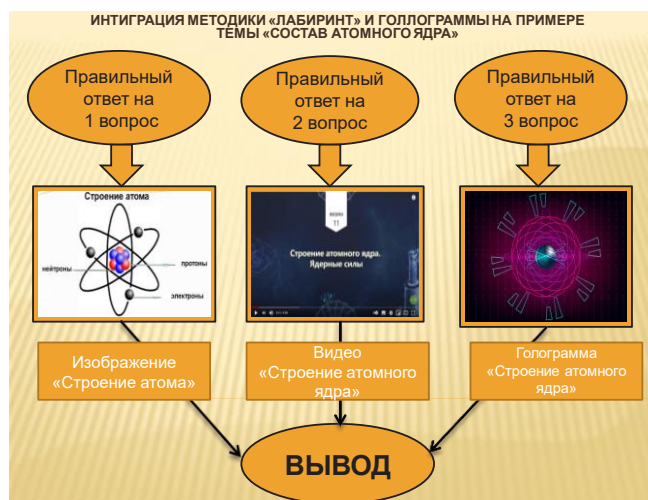 ИНТИГРАЦИЯ МЕТОДИКИ «ЛАБИРИНТ» И ГОЛЛОГРАММЫ НА ПРИМЕРЕ
ТЕМЫ «СОСТАВ АТОМНОГО ЯДРА»
Правильный
ответ на
1 вопрос
Правильный
ответ на
2 вопрос
Правильный
ответ на
3 вопрос
Строение атома
нейтроны
протоны
электроны
11
Строение атомного ядра.
Ядерные силы
Изображение
«Строение атома»
Видео
«Строение атомного
ядра»
Голограмма
«Строение атомного
ядра»
ВЫВОД